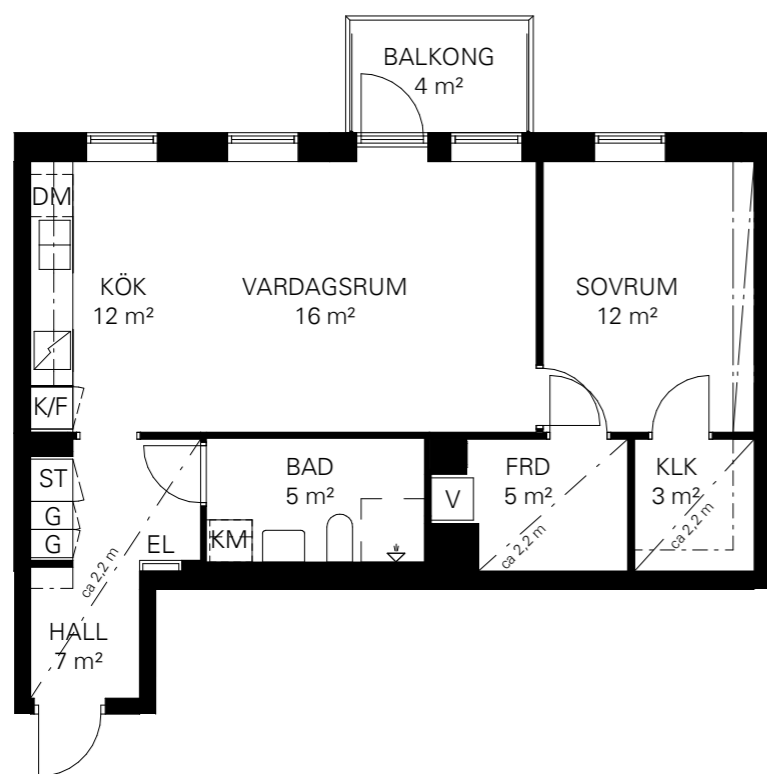 BALKONG
4 m²
DM
KÖK
12 m²
VARDAGSRUM
16 m²
SOVRUM
12 m²
K/F
ST
G
G
EL
BAD
5 m²
KM
V
FRD
5 m²
ca 2,2 m
KLK
3 m²
ca 2,2 m
ca 2,2 m
HALL
7 m²